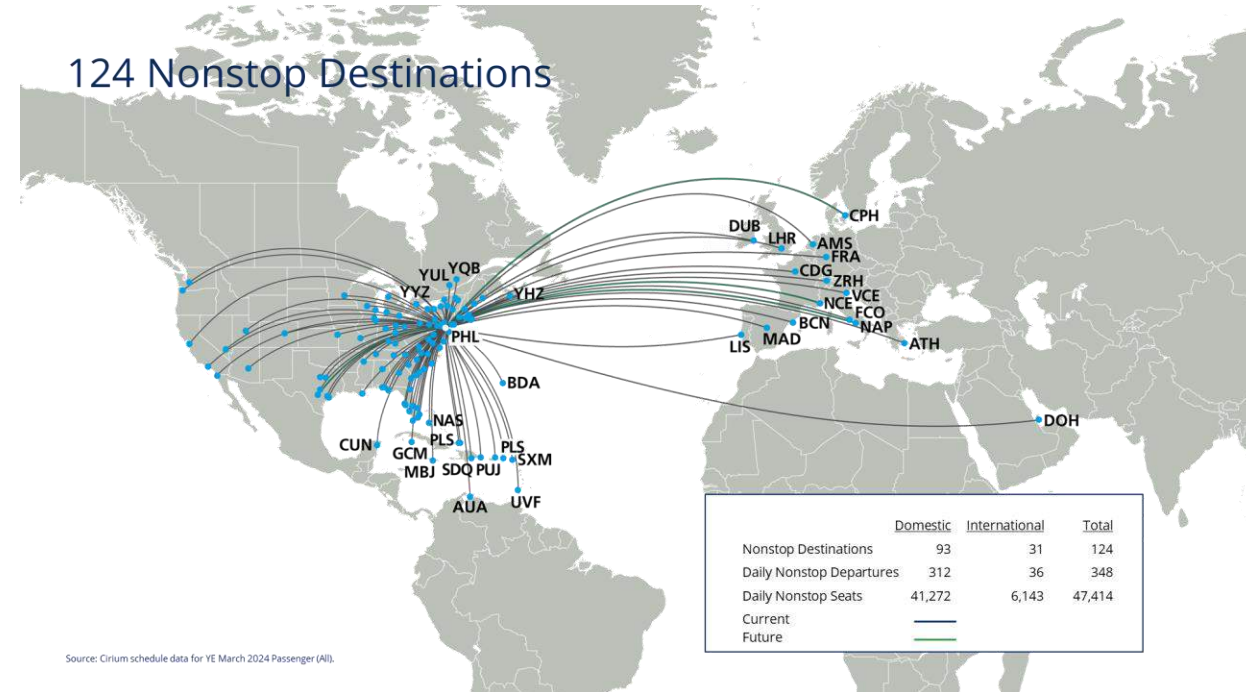 124 Nonstop Destinations
CPH
DUB
LHR
AMS
FRA
CDG
ZRH
VCE
NCE
FCO
NAP
BCN
MAD
LIS
ATH
YUL
YQB
YYZ
YHZ
PHL
BDA
DOH
NAS
CUN
GCM
PLS
MBJ
SDQ
PUJ
PLS
SXM
AUA
UVF
Domestic International Total
Nonstop Destinations 93 31 124
Daily Nonstop Departures 312 36 348
Daily Nonstop Seats 41,272 6,143 47,414
Current
Future
Source: Cirium schedule data for YE March 2024 Passenger (All).